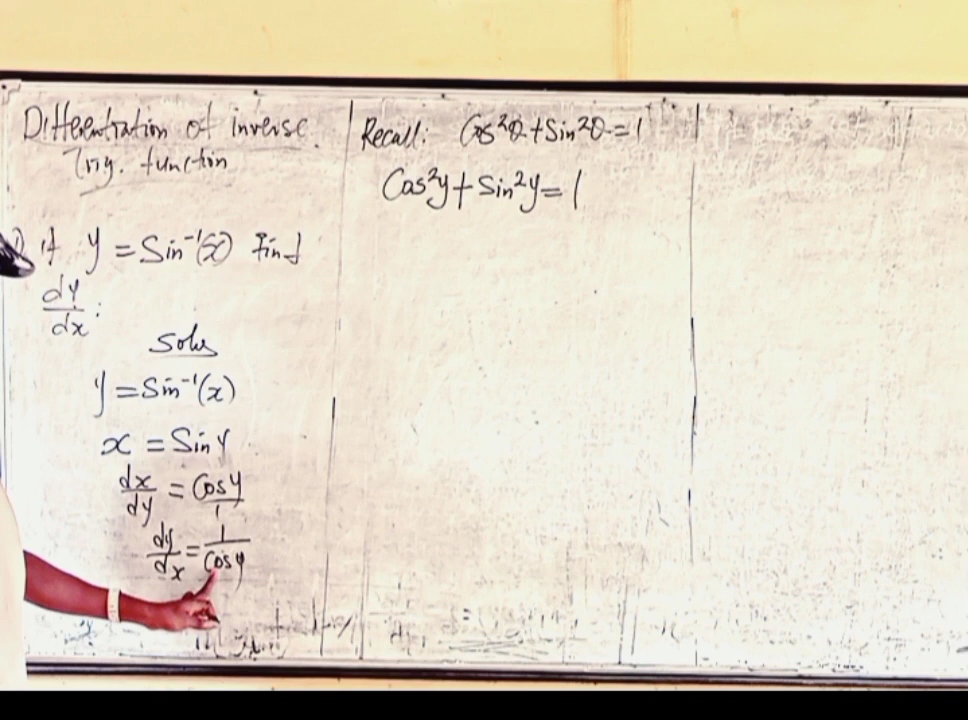 Differentiation of inverse
Trig. function
1) if y = Sin⁻¹(x) find
dy/dx:
Soln
y = Sin⁻¹(x)
x = Sin y
dx/dy = Cos y/1
dy/dx = 1/Cos y
Recall: Cos²θ + Sin²θ = 1
Cos²y + Sin²y = 1